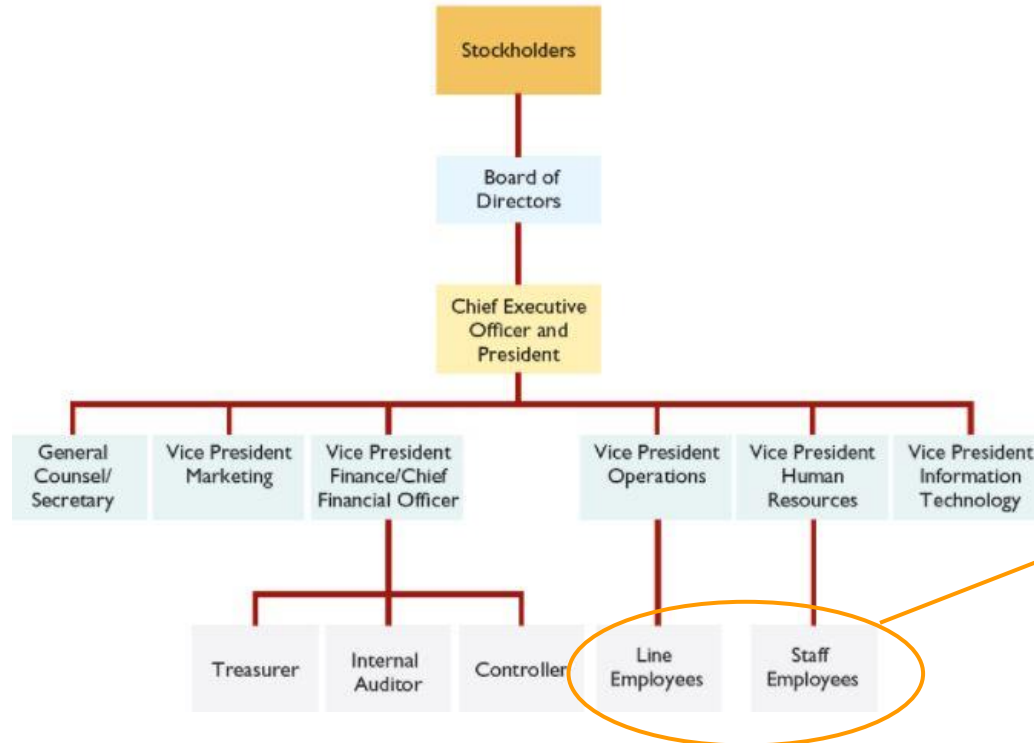 Stockholders
Board of
Directors
Chief Executive
Officer and
President
General
Counsel/
Secretary
Vice President
Marketing
Vice President
Finance/Chief
Financial Officer
Vice President
Operations
Vice President
Human
Resources
Vice President
Information
Technology
Treasurer
Internal
Auditor
Controller
Line
Employees
Staff
Employees